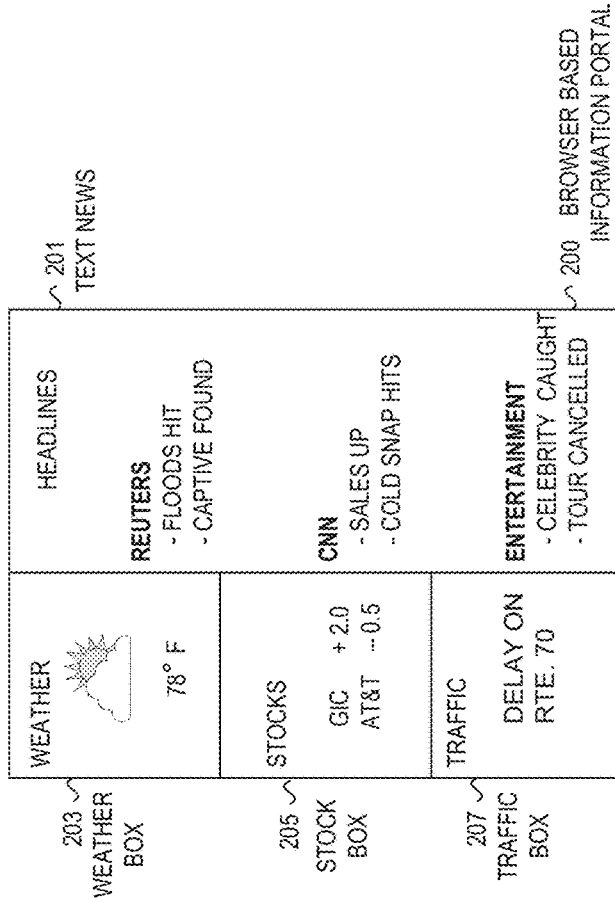 203
WEATHER
BOX
205
STOCK
BOX
207
TRAFFIC
BOX
WEATHER
78° F
STOCKS
GIC + 2.0
AT&T -0.5
TRAFFIC
DELAY ON
RTE. 70
HEADLINES
REUTERS
- FLOODS HIT
- CAPTIVE FOUND
CNN
- SALES UP
- COLD SNAP HITS
ENTERTAINMENT
- CELEBRITY CAUGHT
- TOUR CANCELLED
201
TEXT NEWS
200 BROWSER BASED
INFORMATION PORTAL